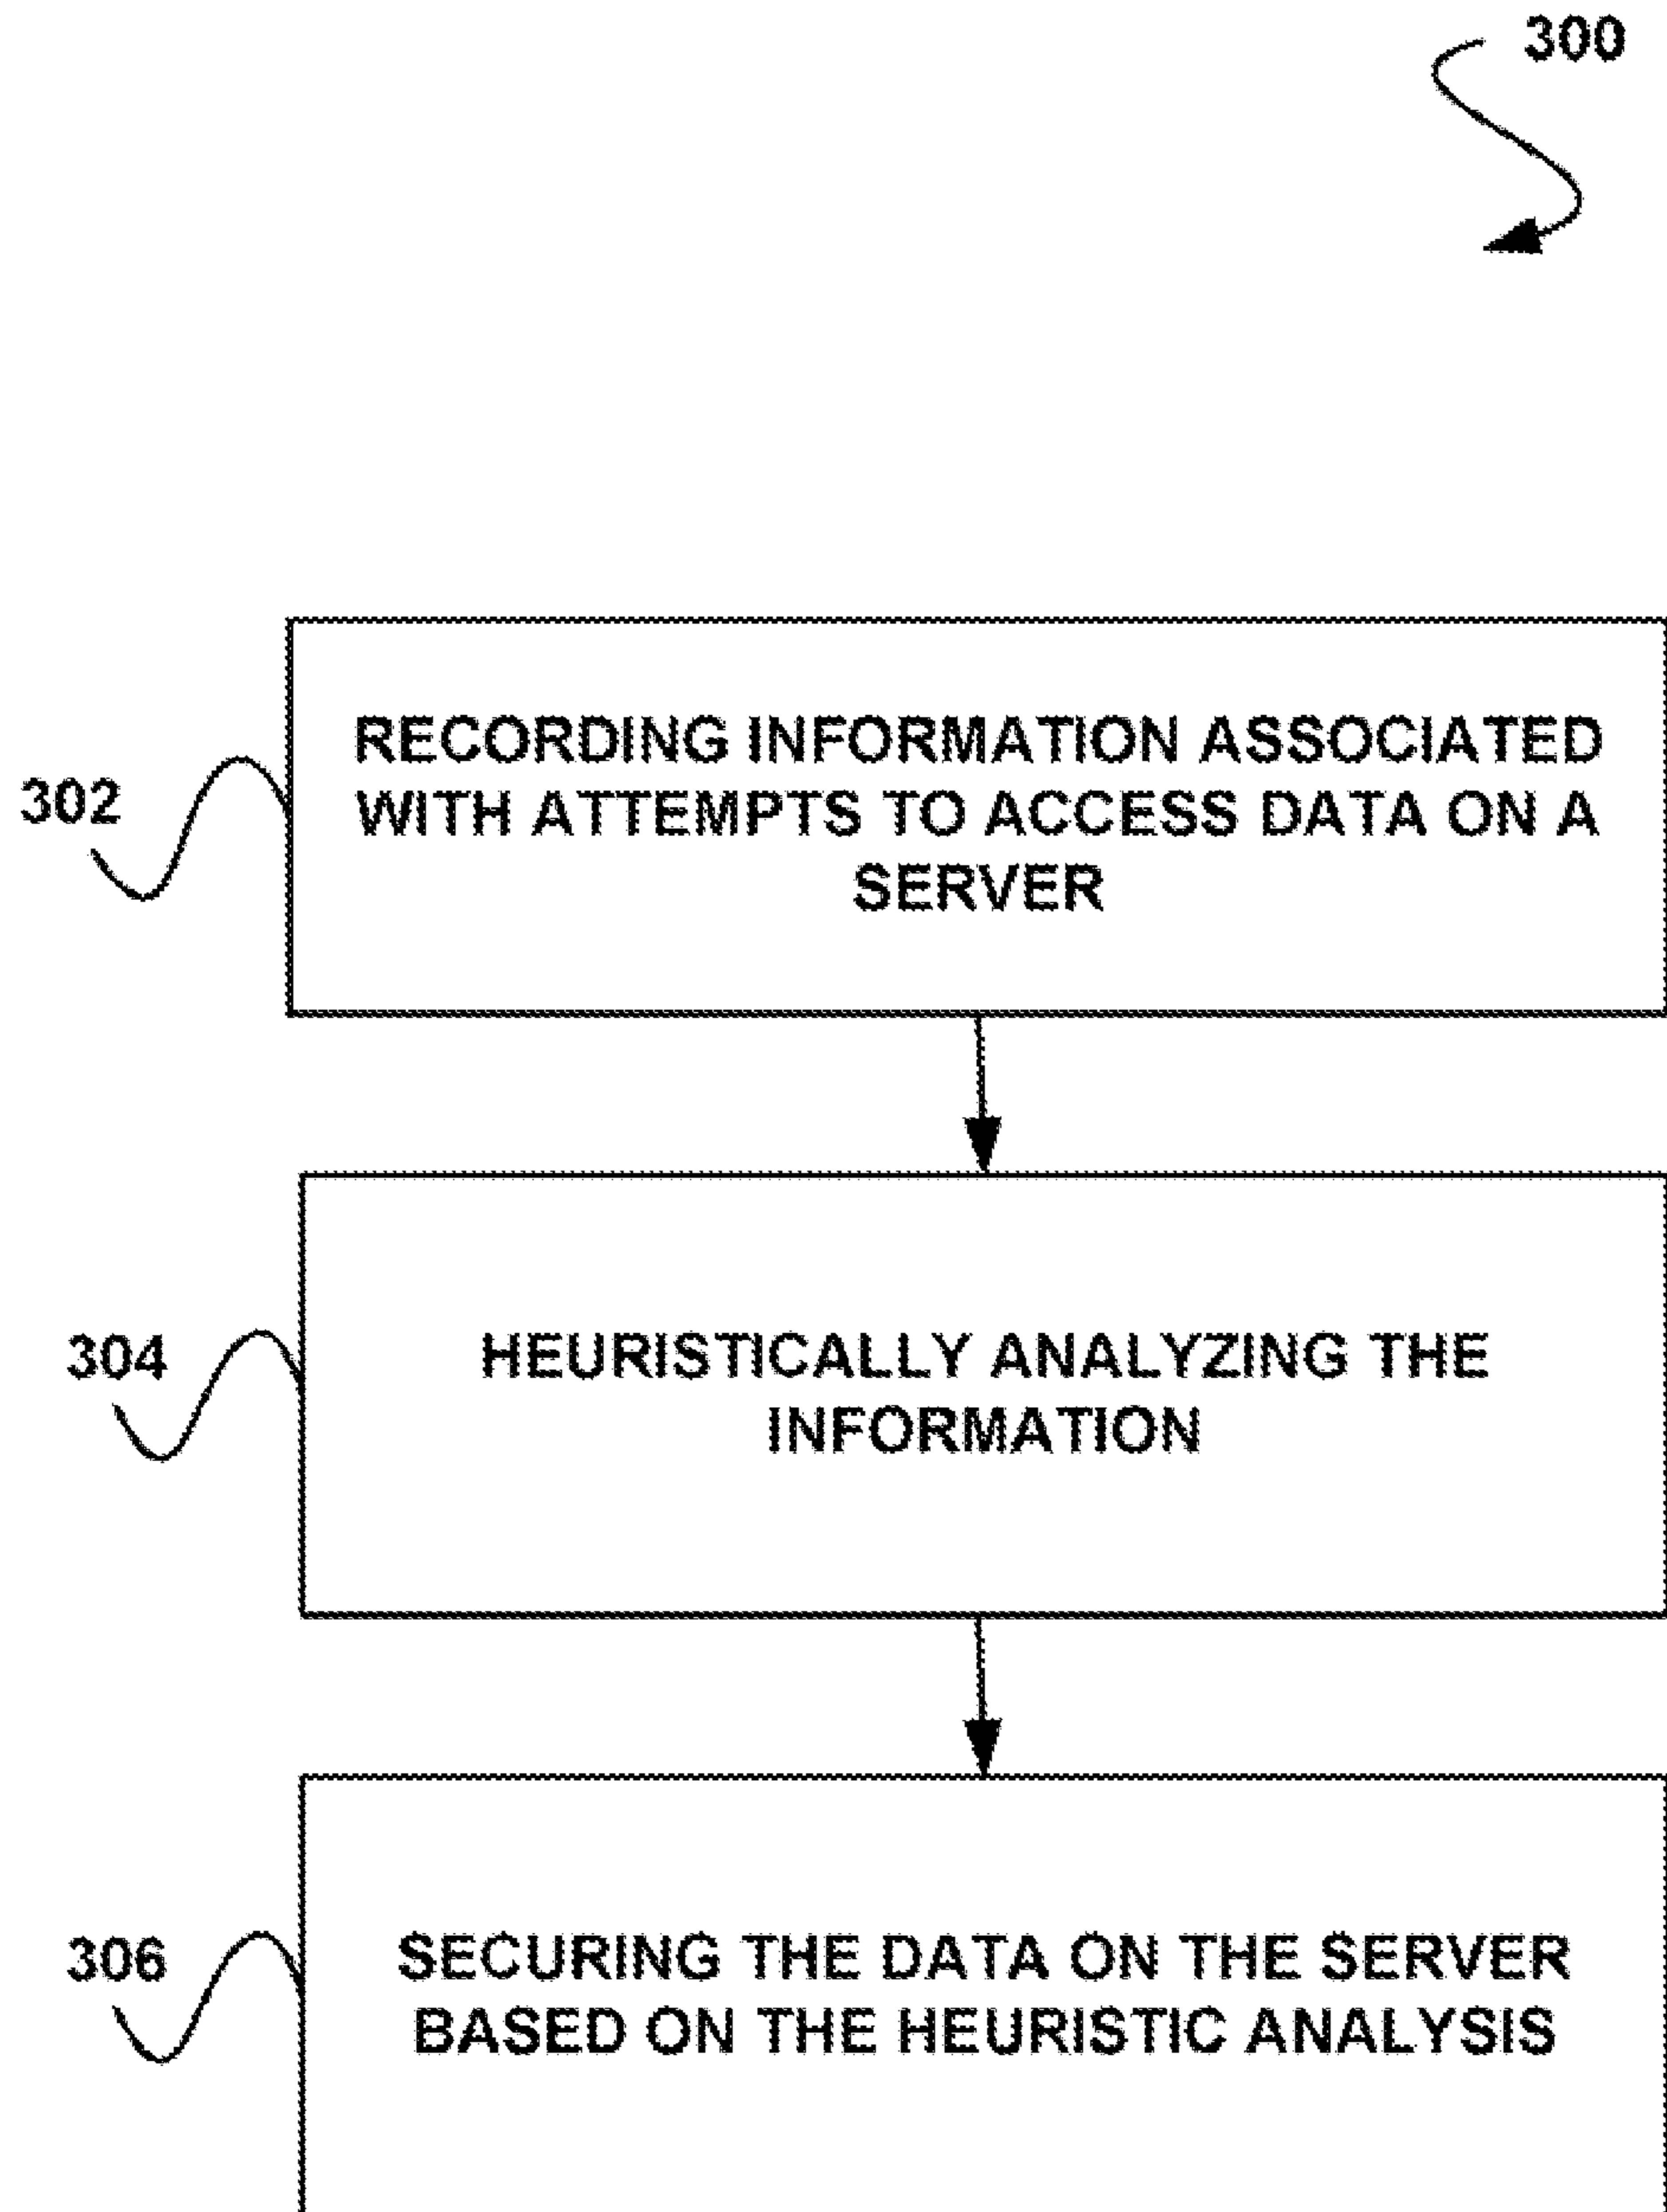 300
302
RECORDING INFORMATION ASSOCIATED
WITH ATTEMPTS TO ACCESS DATA ON A
SERVER
304
HEURISTICALLY ANALYZING THE
INFORMATION
306
SECURING THE DATA ON THE SERVER
BASED ON THE HEURISTIC ANALYSIS